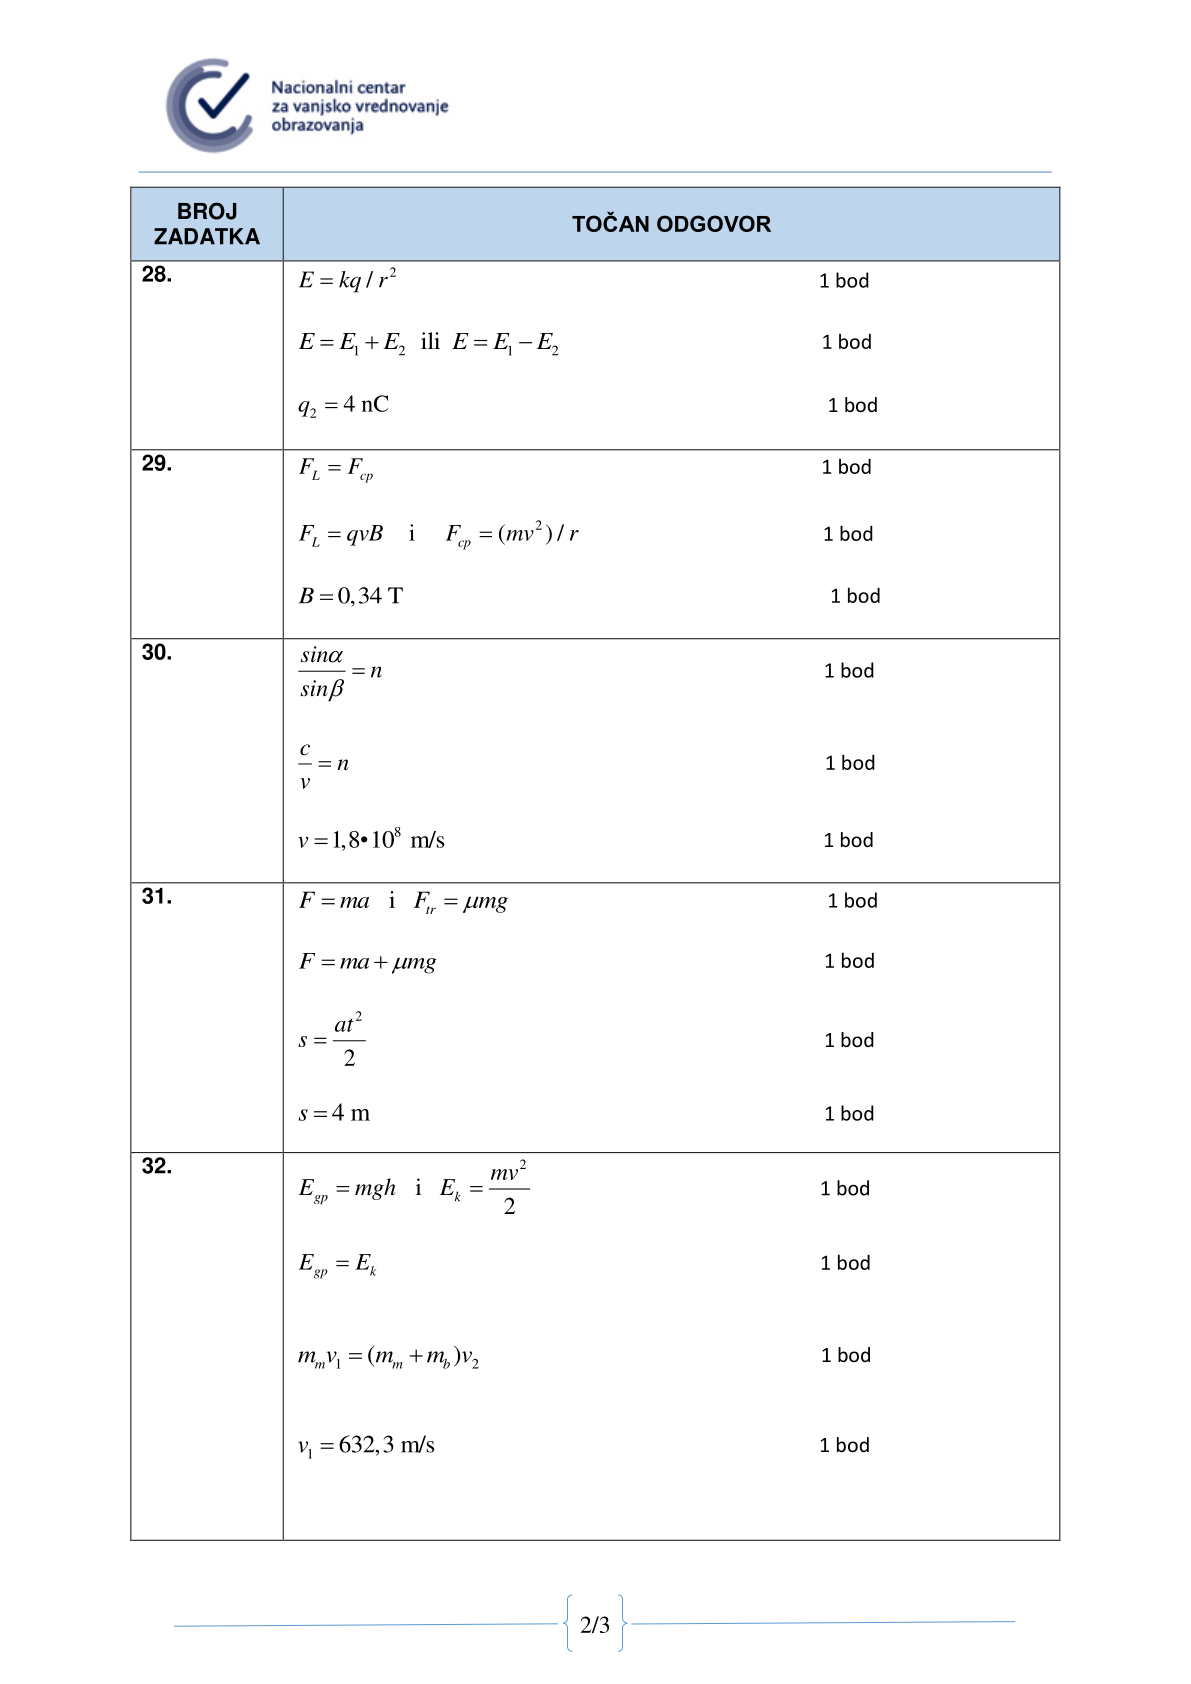 Nacionalni centar
za vanjsko vrednovanje
obrazovanja
BROJ ZADATKA TOČAN ODGOVOR
28. E = kq / r² 1 bod
E = E₁ + E₂ ili E = E₁ − E₂ 1 bod
q₂ = 4 nC 1 bod
29. F_L = F_cp 1 bod
F_L = qvB i F_cp = (mv²) / r 1 bod
B = 0,34 T 1 bod
30. sinα / sinβ = n 1 bod
c / v = n 1 bod
v = 1,8•10⁸ m/s 1 bod
31. F = ma i F_tr = μmg 1 bod
F = ma + μmg 1 bod
s = at² / 2 1 bod
s = 4 m 1 bod
32. E_gp = mgh i E_k = mv² / 2 1 bod
E_gp = E_k 1 bod
m_m v₁ = (m_m + m_b)v₂ 1 bod
v₁ = 632,3 m/s 1 bod
2/3